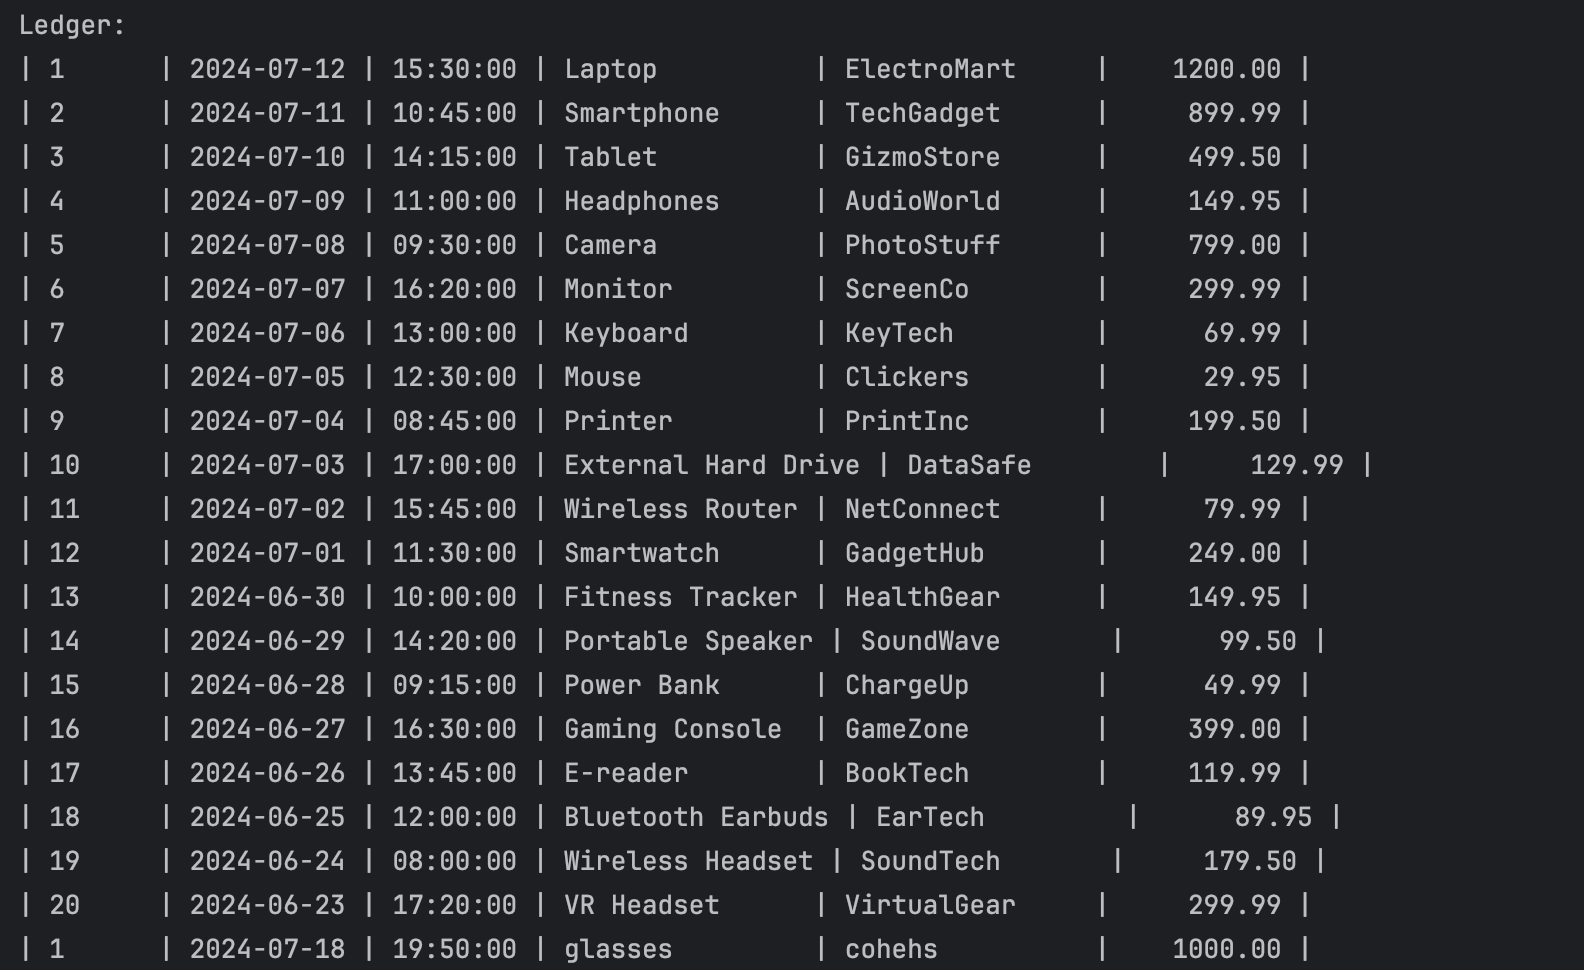 Ledger:
| 1      | 2024-07-12 | 15:30:00 | Laptop          | ElectroMart     |    1200.00 |
| 2      | 2024-07-11 | 10:45:00 | Smartphone      | TechGadget      |     899.99 |
| 3      | 2024-07-10 | 14:15:00 | Tablet          | GizmoStore      |     499.50 |
| 4      | 2024-07-09 | 11:00:00 | Headphones      | AudioWorld      |     149.95 |
| 5      | 2024-07-08 | 09:30:00 | Camera          | PhotoStuff      |     799.00 |
| 6      | 2024-07-07 | 16:20:00 | Monitor         | ScreenCo        |     299.99 |
| 7      | 2024-07-06 | 13:00:00 | Keyboard        | KeyTech         |      69.99 |
| 8      | 2024-07-05 | 12:30:00 | Mouse           | Clickers        |      29.95 |
| 9      | 2024-07-04 | 08:45:00 | Printer         | PrintInc        |     199.50 |
| 10     | 2024-07-03 | 17:00:00 | External Hard Drive | DataSafe        |     129.99 |
| 11     | 2024-07-02 | 15:45:00 | Wireless Router | NetConnect      |      79.99 |
| 12     | 2024-07-01 | 11:30:00 | Smartwatch      | GadgetHub       |     249.00 |
| 13     | 2024-06-30 | 10:00:00 | Fitness Tracker | HealthGear      |     149.95 |
| 14     | 2024-06-29 | 14:20:00 | Portable Speaker | SoundWave       |      99.50 |
| 15     | 2024-06-28 | 09:15:00 | Power Bank      | ChargeUp        |      49.99 |
| 16     | 2024-06-27 | 16:30:00 | Gaming Console  | GameZone        |     399.00 |
| 17     | 2024-06-26 | 13:45:00 | E-reader        | BookTech        |     119.99 |
| 18     | 2024-06-25 | 12:00:00 | Bluetooth Earbuds | EarTech         |      89.95 |
| 19     | 2024-06-24 | 08:00:00 | Wireless Headset | SoundTech       |     179.50 |
| 20     | 2024-06-23 | 17:20:00 | VR Headset      | VirtualGear     |     299.99 |
| 1      | 2024-07-18 | 19:50:00 | glasses         | cohehs          |    1000.00 |